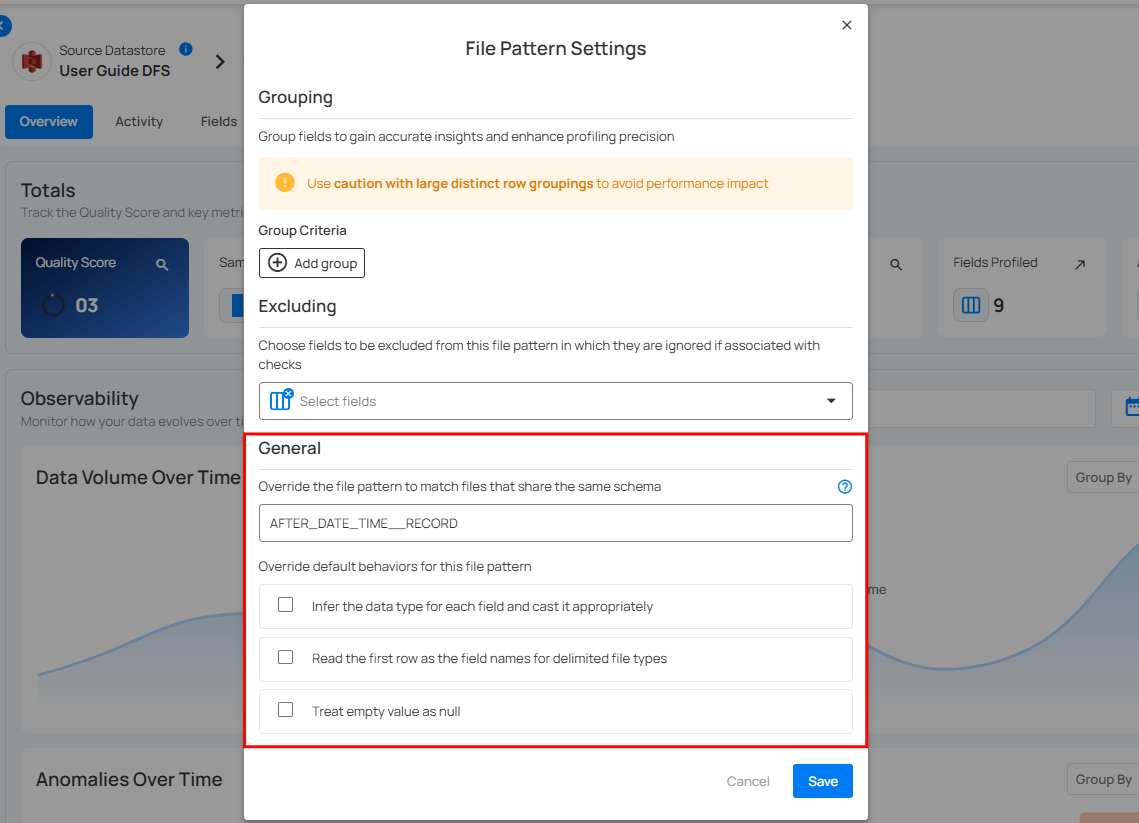 Source Datastore
User Guide DFS
Overview
Activity
Fields
Totals
Track the Quality Score and key metri
Quality Score
03
Sam
Fields Profiled
9
Observability
Monitor how your data evolves over ti
Data Volume Over Time
Group By
me
Anomalies Over Time
Group By
File Pattern Settings
Grouping
Group fields to gain accurate insights and enhance profiling precision
Use caution with large distinct row groupings to avoid performance impact
Group Criteria
Add group
Excluding
Choose fields to be excluded from this file pattern in which they are ignored if associated with
checks
Select fields
General
Override the file pattern to match files that share the same schema
AFTER_DATE_TIME__RECORD
Override default behaviors for this file pattern
Infer the data type for each field and cast it appropriately
Read the first row as the field names for delimited file types
Treat empty value as null
Cancel
Save